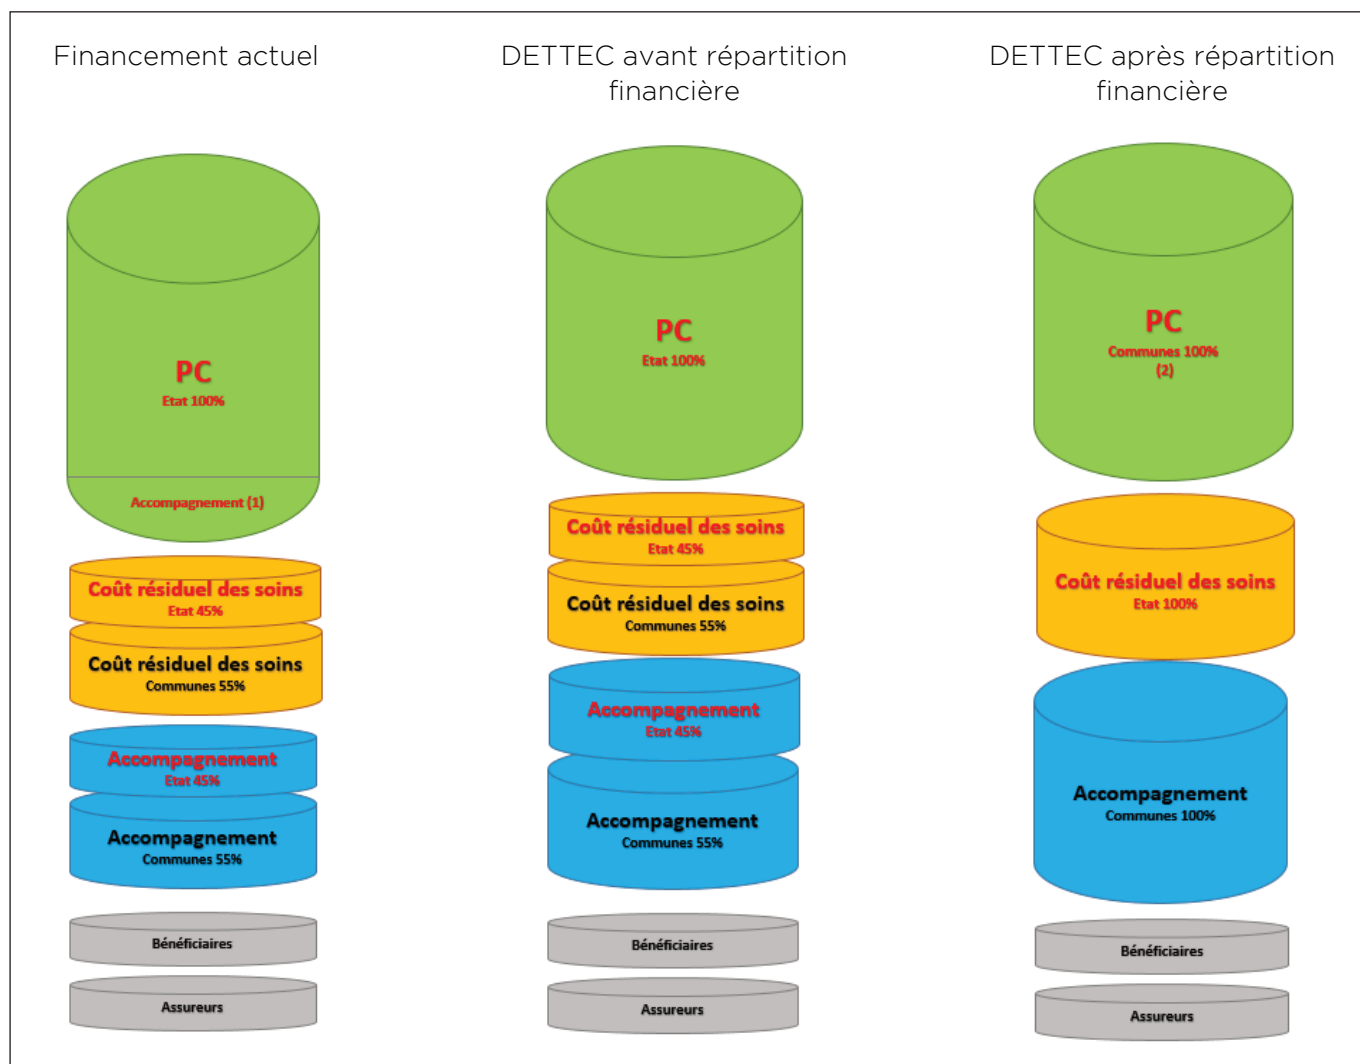 Financement actuel
PC
Etat 100%
Accompagnement (1)
Coût résiduel des soins
Etat 45%
Coût résiduel des soins
Communes 55%
Accompagnement
Etat 45%
Accompagnement
Communes 55%
Bénéficiaires
Assureurs
DETTEC avant répartition
financière
PC
Etat 100%
Coût résiduel des soins
Etat 45%
Coût résiduel des soins
Communes 55%
Accompagnement
Etat 45%
Accompagnement
Communes 55%
Bénéficiaires
Assureurs
DETTEC après répartition
financière
PC
Communes 100%
(2)
Coût résiduel des soins
Etat 100%
Accompagnement
Communes 100%
Bénéficiaires
Assureurs